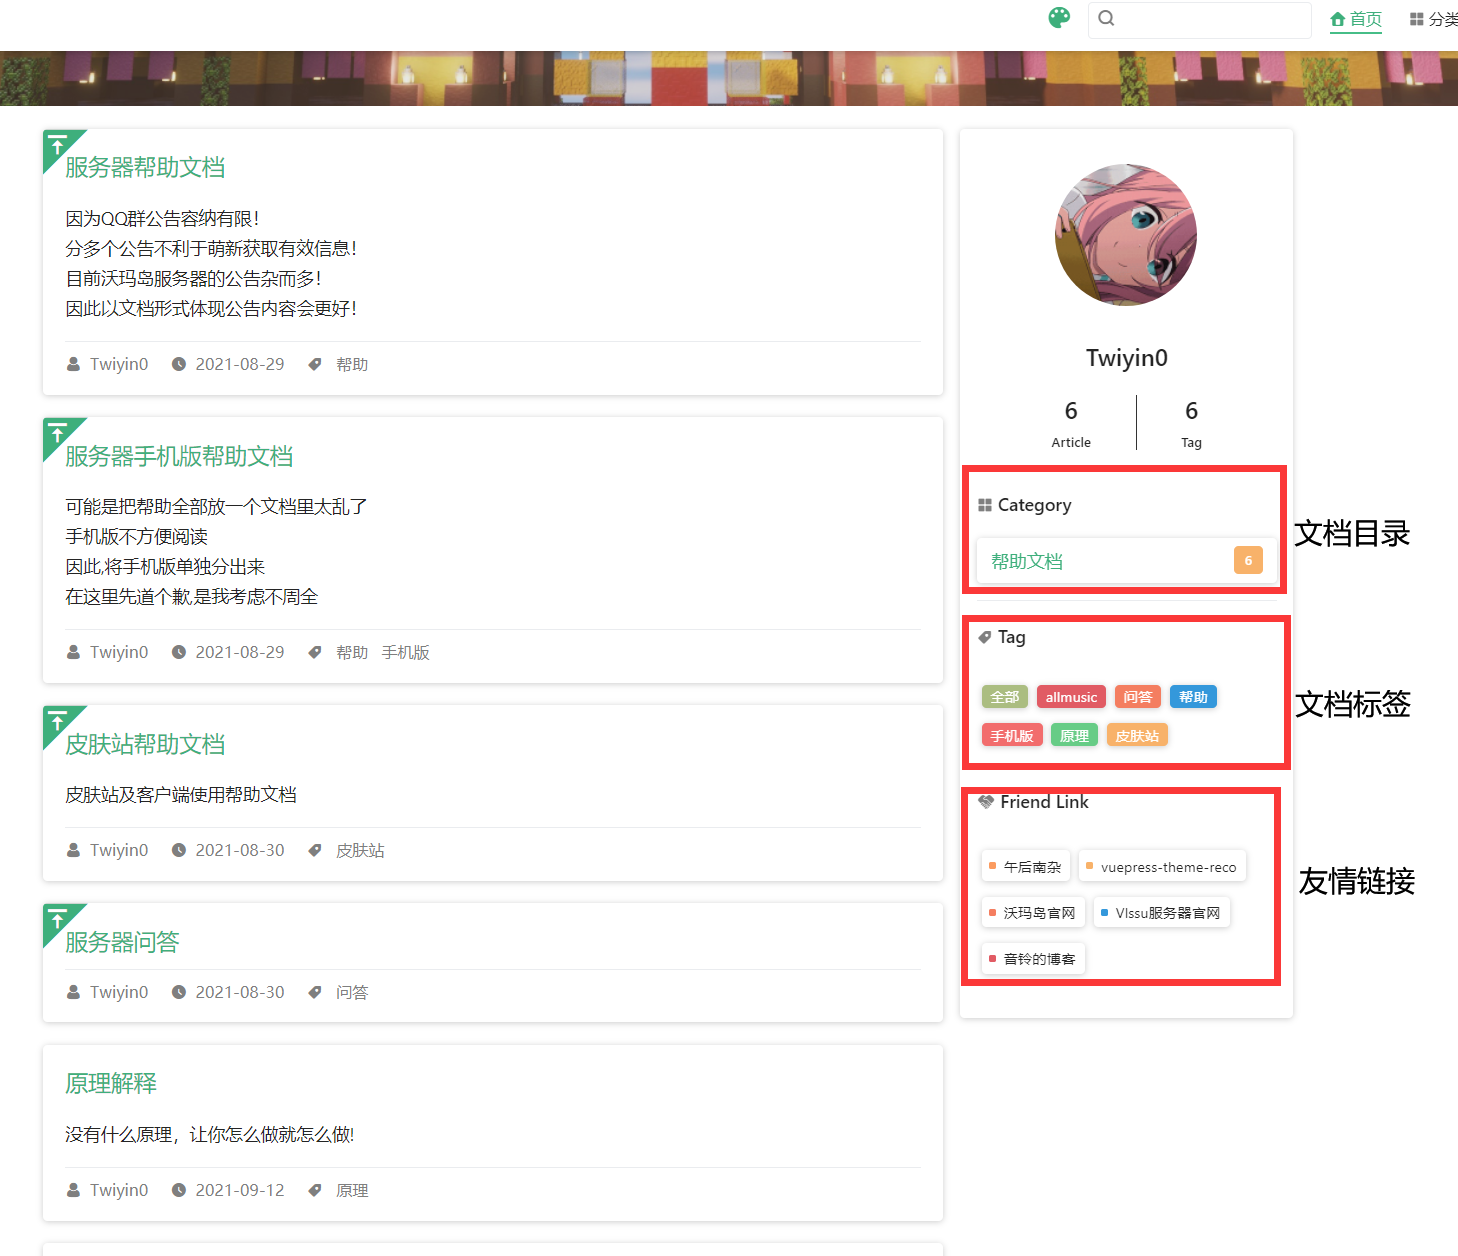 首页
分类
服务器帮助文档
因为QQ群公告容纳有限！
分多个公告不利于萌新获取有效信息！
目前沃玛岛服务器的公告杂而多！
因此以文档形式体现公告内容会更好！
Twiyin0 2021-08-29 帮助
服务器手机版帮助文档
可能是把帮助全部放一个文档里太乱了
手机版不方便阅读
因此,将手机版单独分出来
在这里先道个歉,是我考虑不周全
Twiyin0 2021-08-29 帮助 手机版
皮肤站帮助文档
皮肤站及客户端使用帮助文档
Twiyin0 2021-08-30 皮肤站
服务器问答
Twiyin0 2021-08-30 问答
原理解释
没有什么原理，让你怎么做就怎么做!
Twiyin0 2021-09-12 原理
Twiyin0
6 6
Article Tag
Category
帮助文档 6
文档目录
Tag
全部 allmusic 问答 帮助
手机版 原理 皮肤站
文档标签
Friend Link
午后南杂 vuepress-theme-reco
沃玛岛官网 Vlssu服务器官网
音铃的博客
友情链接